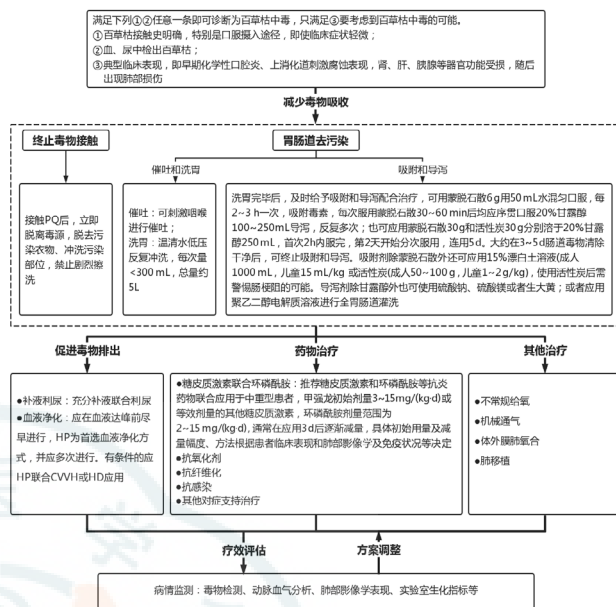 满足下列①②任意一条即可诊断为百草枯中毒，只满足③要考虑到百草枯中毒的可能。
①百草枯接触史明确，特别是口服摄入途径，即使临床症状轻微；
②血、尿中检出百草枯；
③典型临床表现，即早期化学性口腔炎、上消化道刺激腐蚀表现，肾、肝、胰腺等器官功能受损，随后
出现肺部损伤
减少毒物吸收
终止毒物接触
胃肠道去污染
催吐和洗胃
吸附和导泻
接触PQ后，立即
脱离毒源，脱去污
染衣物、冲洗污染
部位，禁止剧烈擦
洗
催吐：可刺激咽喉
进行催吐；
洗胃：温清水低压
反复冲洗，每次量
<300 mL，总量约
5L
洗胃完毕后，及时给予吸附和导泻配合治疗，可用蒙脱石散6 g用50 mL水混匀口服，每
2~3 h一次，吸附毒素，每次服用蒙脱石散30~60 min后均应序贯口服20%甘露醇
100~250mL导泻，反复多次；也可应用蒙脱石散30g和活性炭30 g分别溶于20%甘露
醇250 mL，首次2h内服完，第2天开始分次服用，连用5 d。大约在3~5d肠道毒物清除
干净后，可终止吸附和导泻。吸附剂除蒙脱石散外还可应用15%漂白土溶液(成人
1000 mL，儿童15 mL/kg 或活性炭(成人50~100 g，儿童1~2 g/kg)，使用活性炭后需
警惕肠梗阻的可能。导泻剂除甘露醇外也可使用硫酸钠、硫酸镁或者生大黄；或者应用
聚乙二醇电解质溶液进行全胃肠道灌洗
促进毒物排出
药物治疗
其他治疗
●补液利尿：充分补液联合利尿
●血液净化：应在血液达峰前尽
早进行，HP为首选血液净化方
式，并应多次进行。有条件的应
HP联合CVVH或HD应用
●糖皮质激素联合环磷酰胺：推荐糖皮质激素和环磷酰胺等抗炎
药物联合应用于中重型患者，甲强龙初始剂量3~15mg/(kg·d)或
等效剂量的其他糖皮质激素，环磷酰胺剂量范围为
2~15 mg/(kg·d)，通常在应用3d后逐渐减量，具体初始用量及减
量幅度、方法根据患者临床表现和肺部影像学及免疫状况等决定
●抗氧化剂
●抗纤维化
●抗感染
●其他对症支持治疗
●不常规给氧
●机械通气
●体外膜肺氧合
●肺移植
疗效评估
方案调整
病情监测：毒物检测、动脉血气分析、肺部影像学表现、实验室生化指标等